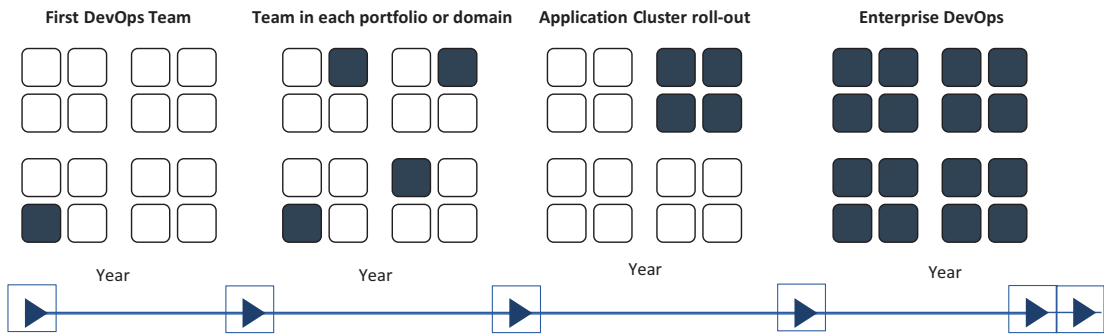 First DevOps Team
Team in each portfolio or domain
Application Cluster roll-out
Enterprise DevOps
Year
Year
Year
Year